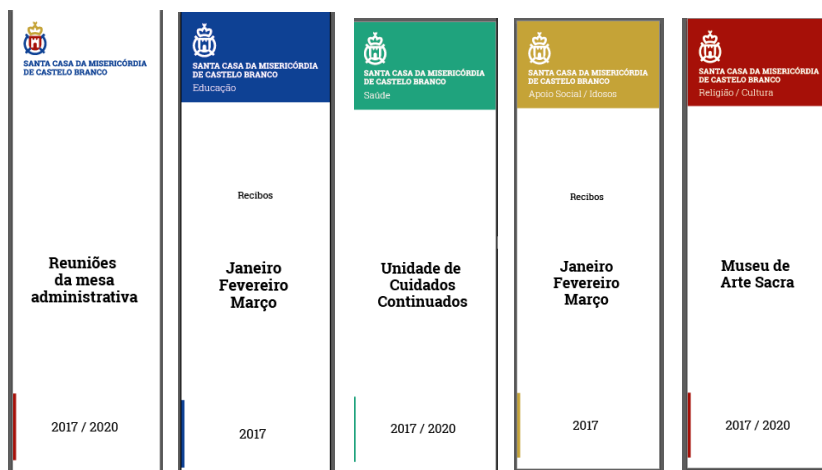 SANTA CASA DA MISERICÓRDIA
DE CASTELO BRANCO
Reuniões
da mesa
administrativa
2017 / 2020
SANTA CASA DA MISERICÓRDIA
DE CASTELO BRANCO
Educação
Recibos
Janeiro
Fevereiro
Março
2017
SANTA CASA DA MISERICÓRDIA
DE CASTELO BRANCO
Saúde
Unidade de
Cuidados
Continuados
2017 / 2020
SANTA CASA DA MISERICÓRDIA
DE CASTELO BRANCO
Apoio Social / Idosos
Recibos
Janeiro
Fevereiro
Março
2017
SANTA CASA DA MISERICÓRDIA
DE CASTELO BRANCO
Religião / Cultura
Museu de
Arte Sacra
2017 / 2020